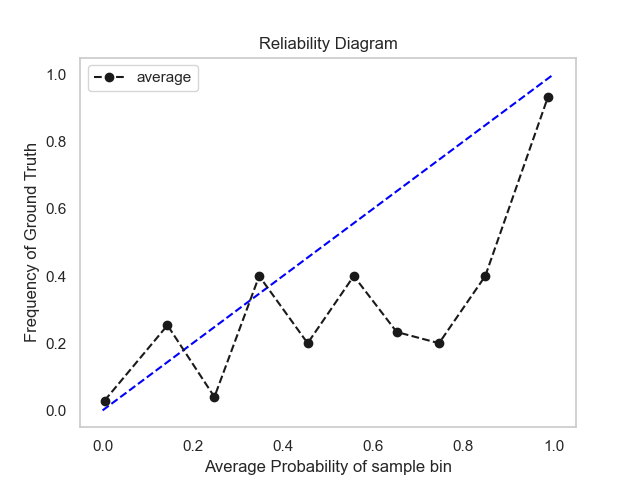 Reliability Diagram
average
Frequency of Ground Truth
1.0
0.8
0.6
0.4
0.2
0.0
0.0 0.2 0.4 0.6 0.8 1.0
Average Probability of sample bin